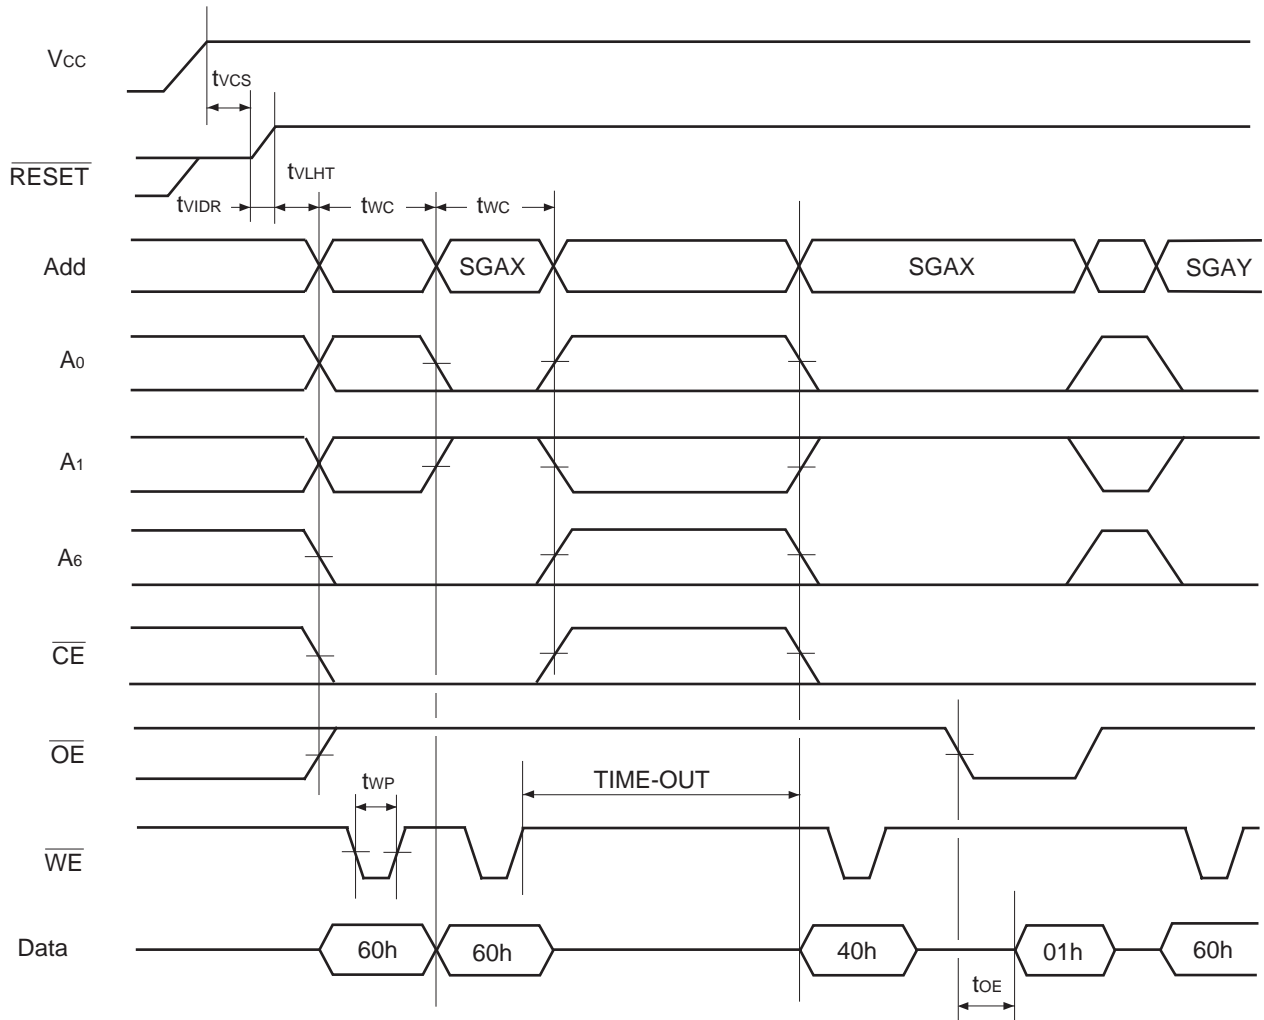 VCC
tVCS
RESET
tVLHT
tVIDR tWC tWC
Add SGAX SGAX SGAY
A0
A1
A6
CE
OE
tWP TIME-OUT
WE
Data 60h 60h 40h 01h 60h
tOE